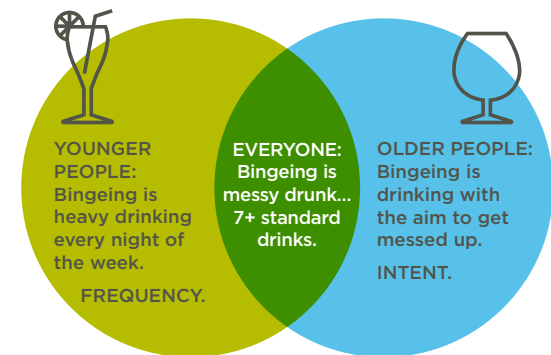 YOUNGER
PEOPLE:
Bingeing is
heavy drinking
every night of
the week.
FREQUENCY.
EVERYONE:
Bingeing is
messy drunk...
7+ standard
drinks.
OLDER PEOPLE:
Bingeing is
drinking with
the aim to get
messed up.
INTENT.